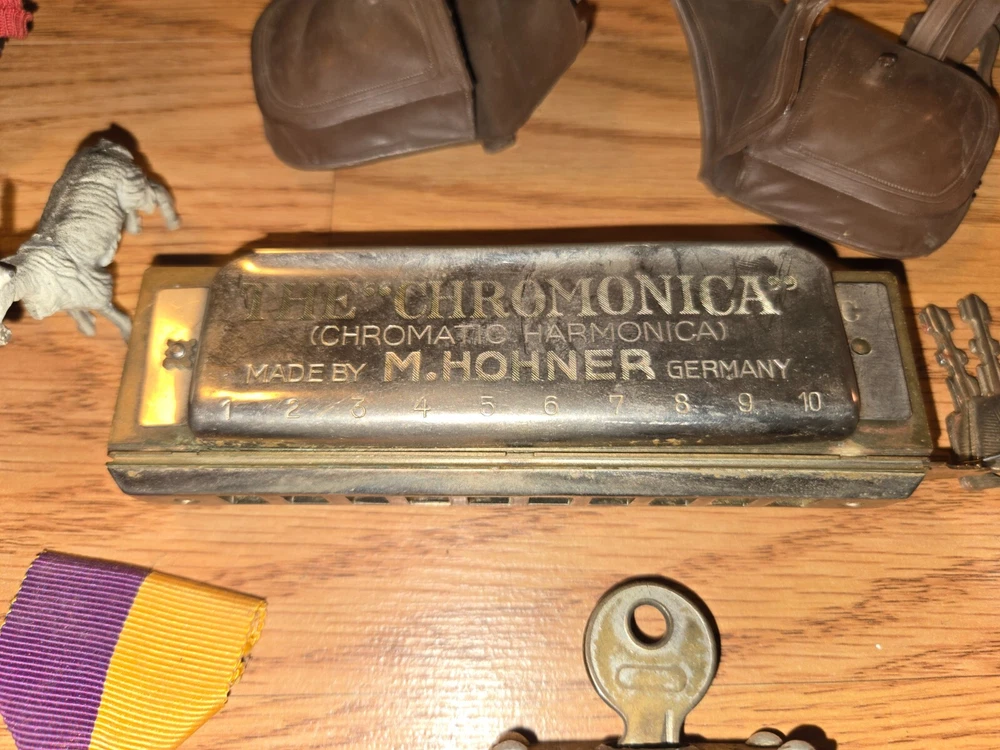 THE "CHROMONICA"
(CHROMATIC HARMONICA)
MADE BY M. HOHNER GERMANY
1 2 3 4 5 6 7 8 9 10
C